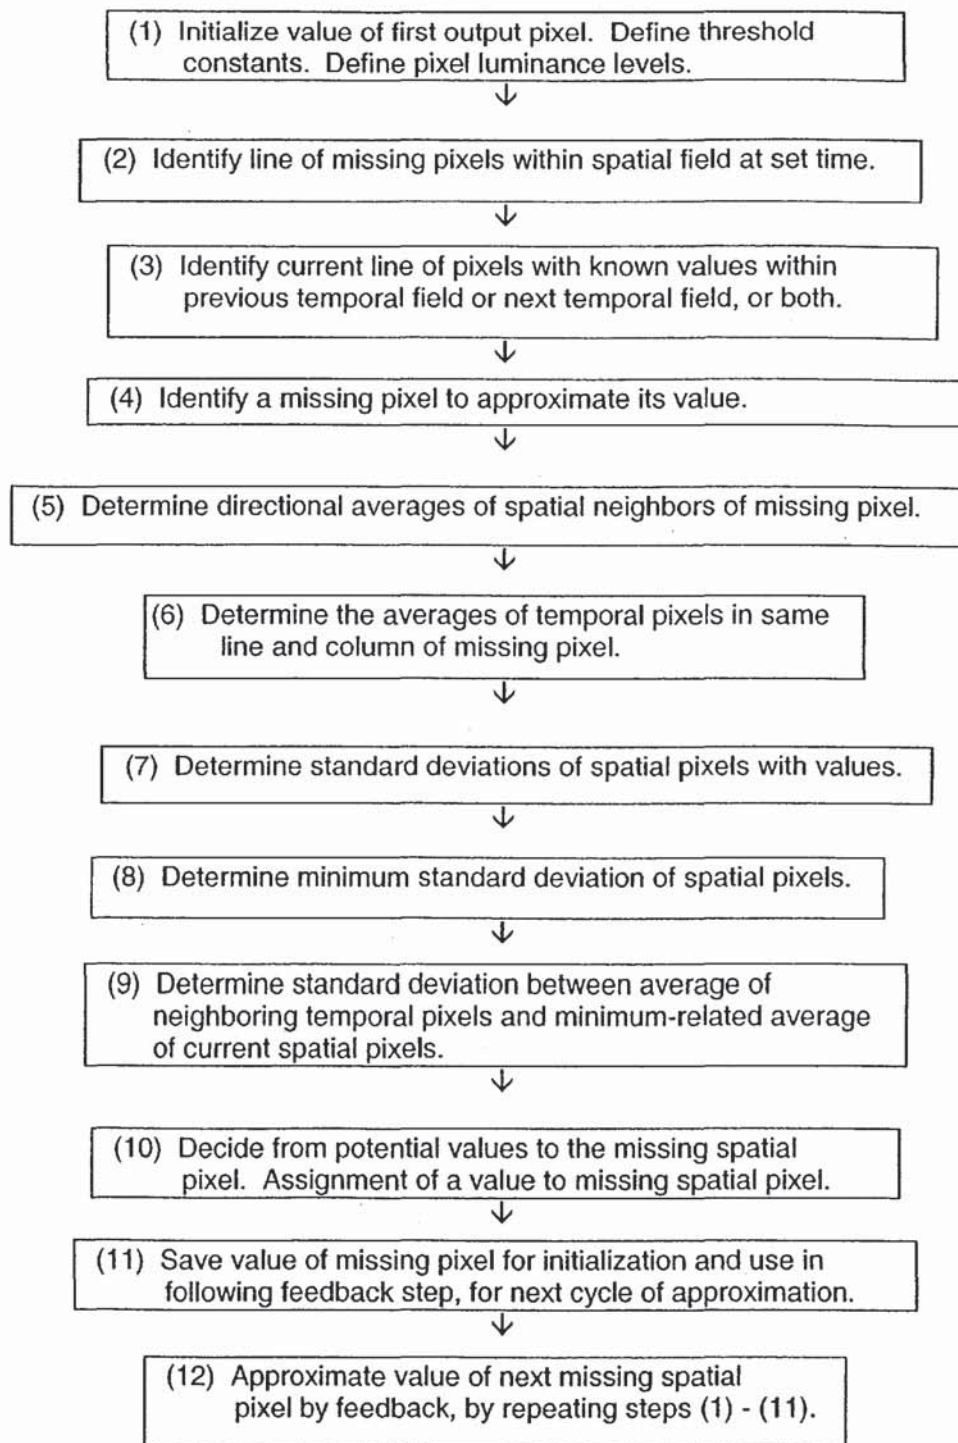 (1) Initialize value of first output pixel. Define threshold
constants. Define pixel luminance levels.
(2) Identify line of missing pixels within spatial field at set time.
(3) Identify current line of pixels with known values within
previous temporal field or next temporal field, or both.
(4) Identify a missing pixel to approximate its value.
(5) Determine directional averages of spatial neighbors of missing pixel.
(6) Determine the averages of temporal pixels in same
line and column of missing pixel.
(7) Determine standard deviations of spatial pixels with values.
(8) Determine minimum standard deviation of spatial pixels.
(9) Determine standard deviation between average of
neighboring temporal pixels and minimum-related average
of current spatial pixels.
(10) Decide from potential values to the missing spatial
pixel. Assignment of a value to missing spatial pixel.
(11) Save value of missing pixel for initialization and use in
following feedback step, for next cycle of approximation.
(12) Approximate value of next missing spatial
pixel by feedback, by repeating steps (1) - (11).